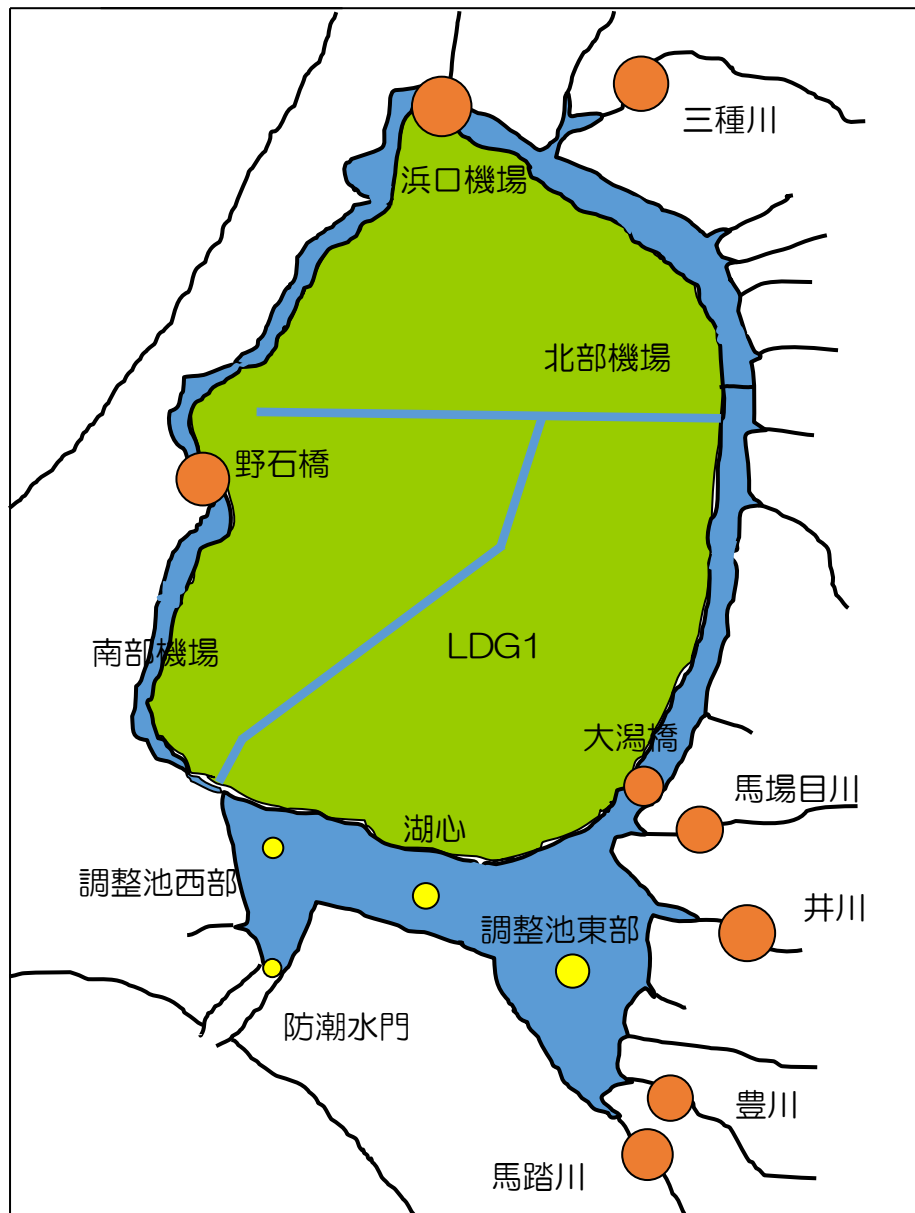 三種川
浜口機場
北部機場
野石橋
LDG1
南部機場
大潟橋
馬場目川
湖心
調整池西部
井川
調整池東部
防潮水門
豊川
馬踏川